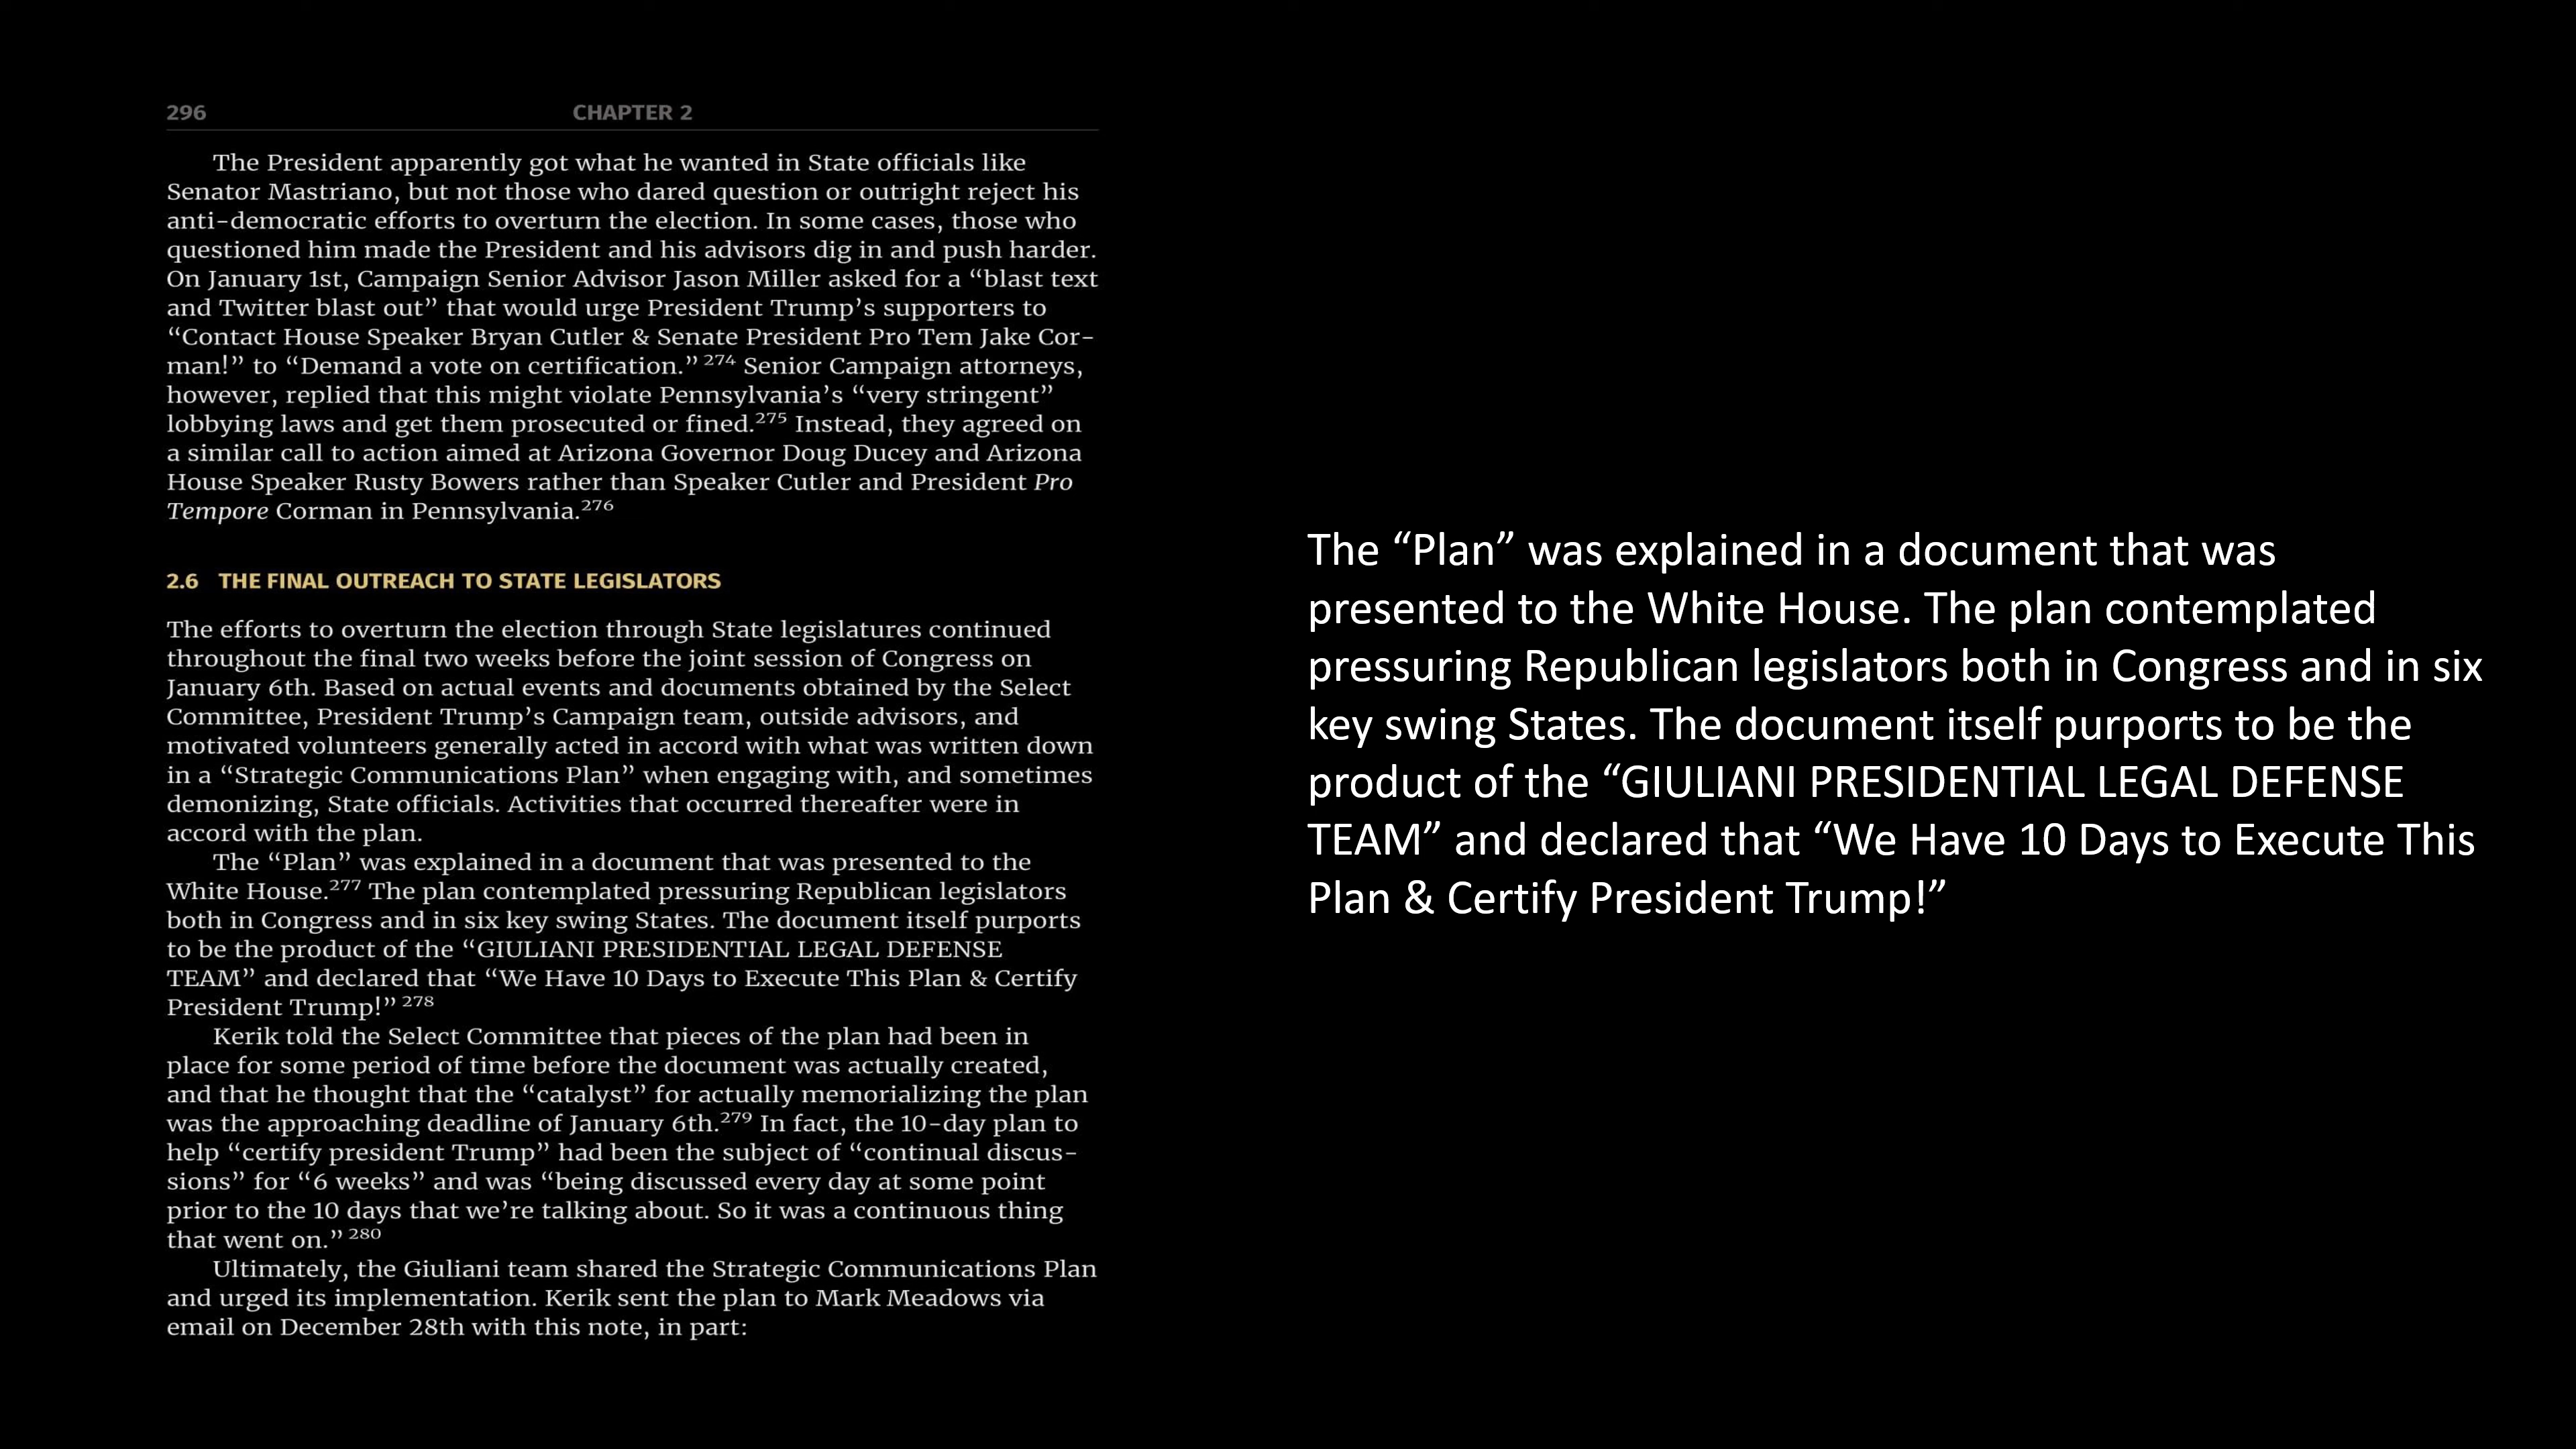 296 CHAPTER 2
The President apparently got what he wanted in State officials like
Senator Mastriano, but not those who dared question or outright reject his
anti-democratic efforts to overturn the election. In some cases, those who
questioned him made the President and his advisors dig in and push harder.
On January 1st, Campaign Senior Advisor Jason Miller asked for a “blast text
and Twitter blast out” that would urge President Trump’s supporters to
“Contact House Speaker Bryan Cutler & Senate President Pro Tem Jake Cor-
man!” to “Demand a vote on certification.” 274 Senior Campaign attorneys,
however, replied that this might violate Pennsylvania’s “very stringent”
lobbying laws and get them prosecuted or fined.275 Instead, they agreed on
a similar call to action aimed at Arizona Governor Doug Ducey and Arizona
House Speaker Rusty Bowers rather than Speaker Cutler and President Pro
Tempore Corman in Pennsylvania.276
2.6 THE FINAL OUTREACH TO STATE LEGISLATORS
The efforts to overturn the election through State legislatures continued
throughout the final two weeks before the joint session of Congress on
January 6th. Based on actual events and documents obtained by the Select
Committee, President Trump’s Campaign team, outside advisors, and
motivated volunteers generally acted in accord with what was written down
in a “Strategic Communications Plan” when engaging with, and sometimes
demonizing, State officials. Activities that occurred thereafter were in
accord with the plan.
The “Plan” was explained in a document that was presented to the
White House.277 The plan contemplated pressuring Republican legislators
both in Congress and in six key swing States. The document itself purports
to be the product of the “GIULIANI PRESIDENTIAL LEGAL DEFENSE
TEAM” and declared that “We Have 10 Days to Execute This Plan & Certify
President Trump!” 278
Kerik told the Select Committee that pieces of the plan had been in
place for some period of time before the document was actually created,
and that he thought that the “catalyst” for actually memorializing the plan
was the approaching deadline of January 6th.279 In fact, the 10-day plan to
help “certify president Trump” had been the subject of “continual discus-
sions” for “6 weeks” and was “being discussed every day at some point
prior to the 10 days that we’re talking about. So it was a continuous thing
that went on.” 280
Ultimately, the Giuliani team shared the Strategic Communications Plan
and urged its implementation. Kerik sent the plan to Mark Meadows via
email on December 28th with this note, in part:
The “Plan” was explained in a document that was
presented to the White House. The plan contemplated
pressuring Republican legislators both in Congress and in six
key swing States. The document itself purports to be the
product of the “GIULIANI PRESIDENTIAL LEGAL DEFENSE
TEAM” and declared that “We Have 10 Days to Execute This
Plan & Certify President Trump!”